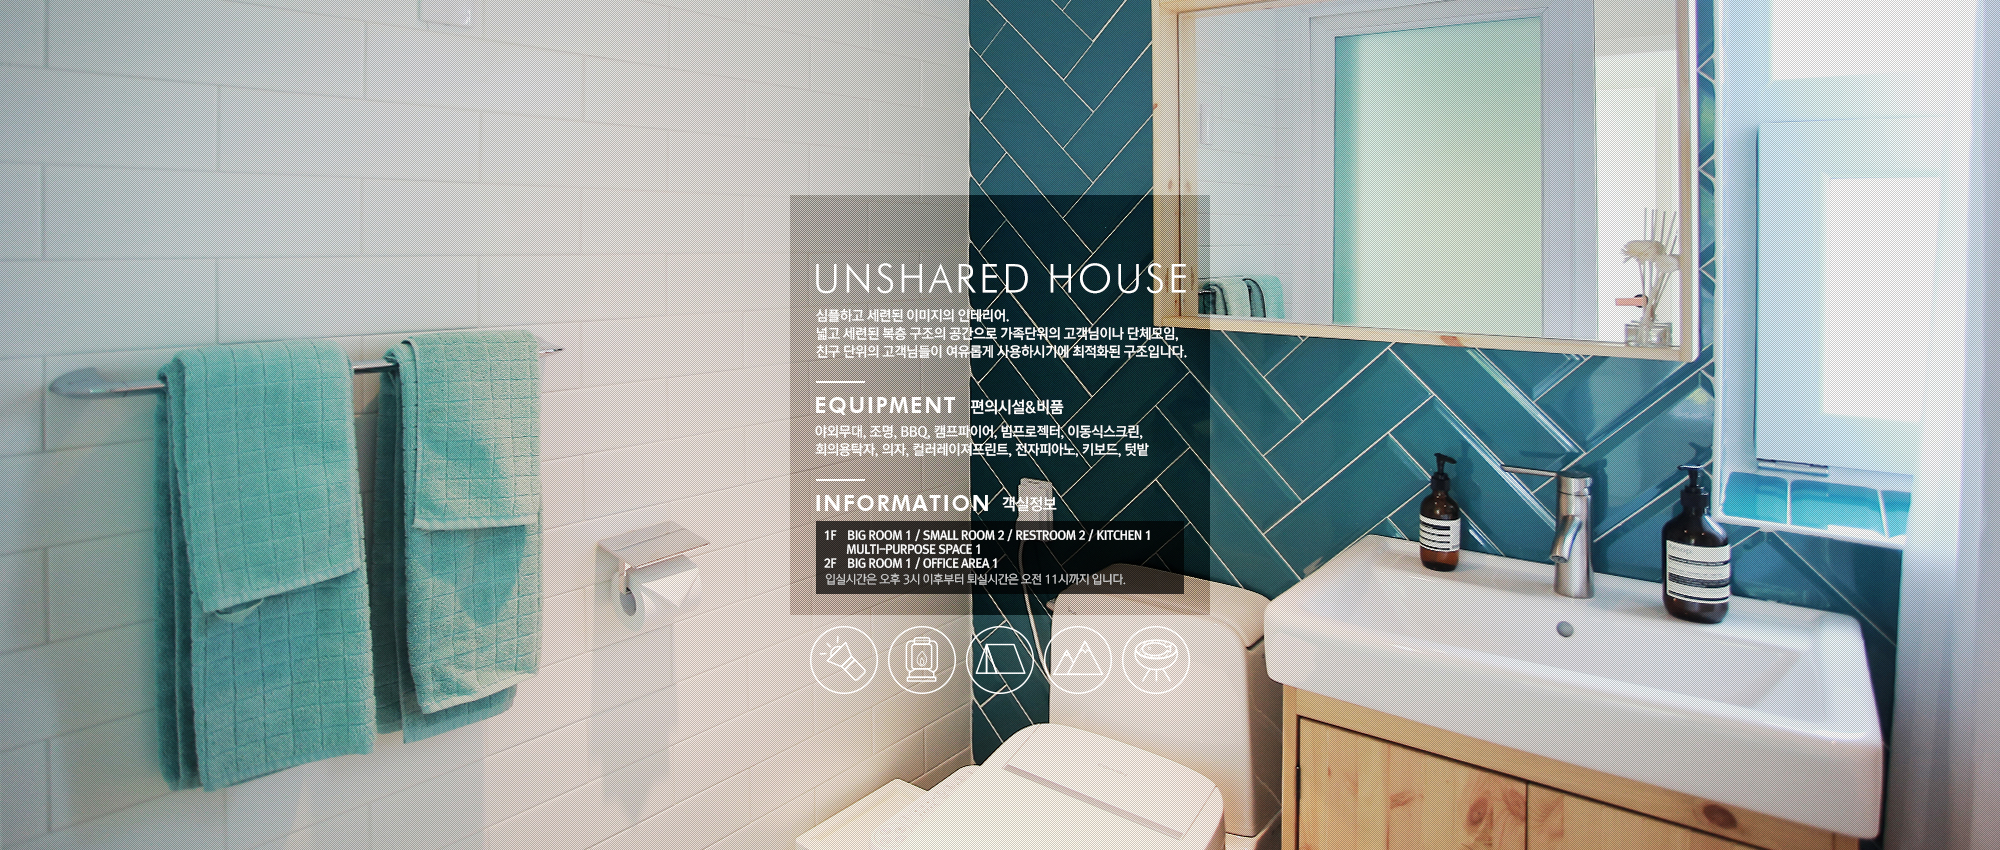 UNSHARED HOUSE
심플하고 세련된 이미지의 인테리어.
넓고 세련된 복층 구조의 공간으로 가족단위의 고객님이나 단체모임,
친구 단위의 고객님들이 여유롭게 사용하시기에 최적화된 구조입니다.
EQUIPMENT 편의시설&비품
야외무대, 조명, BBQ, 캠프파이어, 빔프로젝터, 이동식스크린,
회의용탁자, 의자, 컬러레이져프린트, 전자피아노, 키보드, 텃밭
INFORMATION 객실정보
1F BIG ROOM 1 / SMALL ROOM 2 / RESTROOM 2 / KITCHEN 1
MULTI-PURPOSE SPACE 1
2F BIG ROOM 1 / OFFICE AREA 1
입실시간은 오후 3시 이후부터 퇴실시간은 오전 11시까지 입니다.